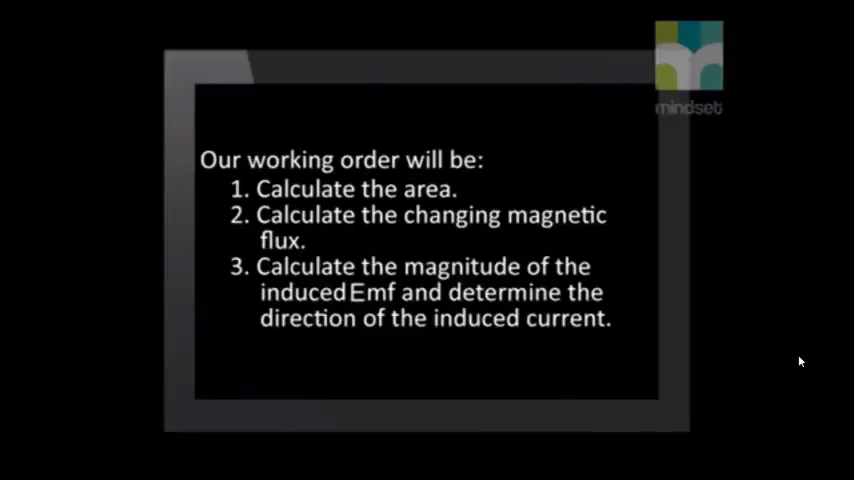 mindset
Our working order will be:
1. Calculate the area.
2. Calculate the changing magnetic
flux.
3. Calculate the magnitude of the
induced Emf and determine the
direction of the induced current.